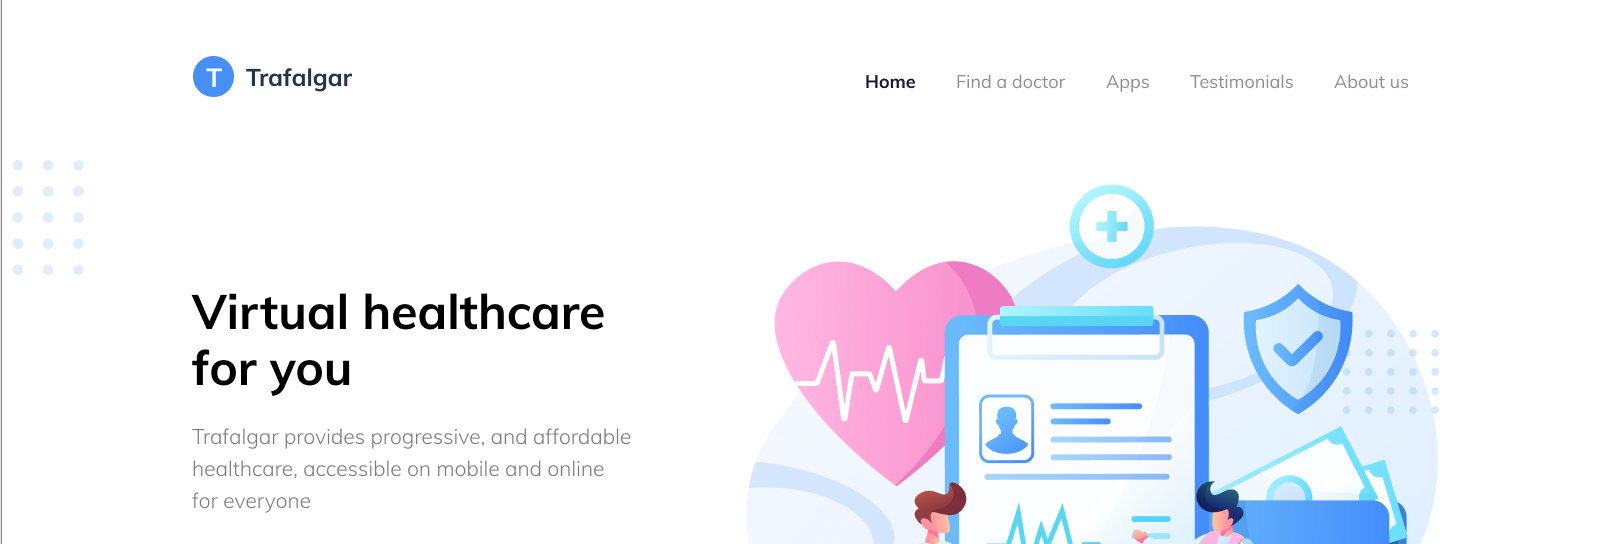 T Trafalgar
Home Find a doctor Apps Testimonials About us
Virtual healthcare
for you
Trafalgar provides progressive, and affordable
healthcare, accessible on mobile and online
for everyone